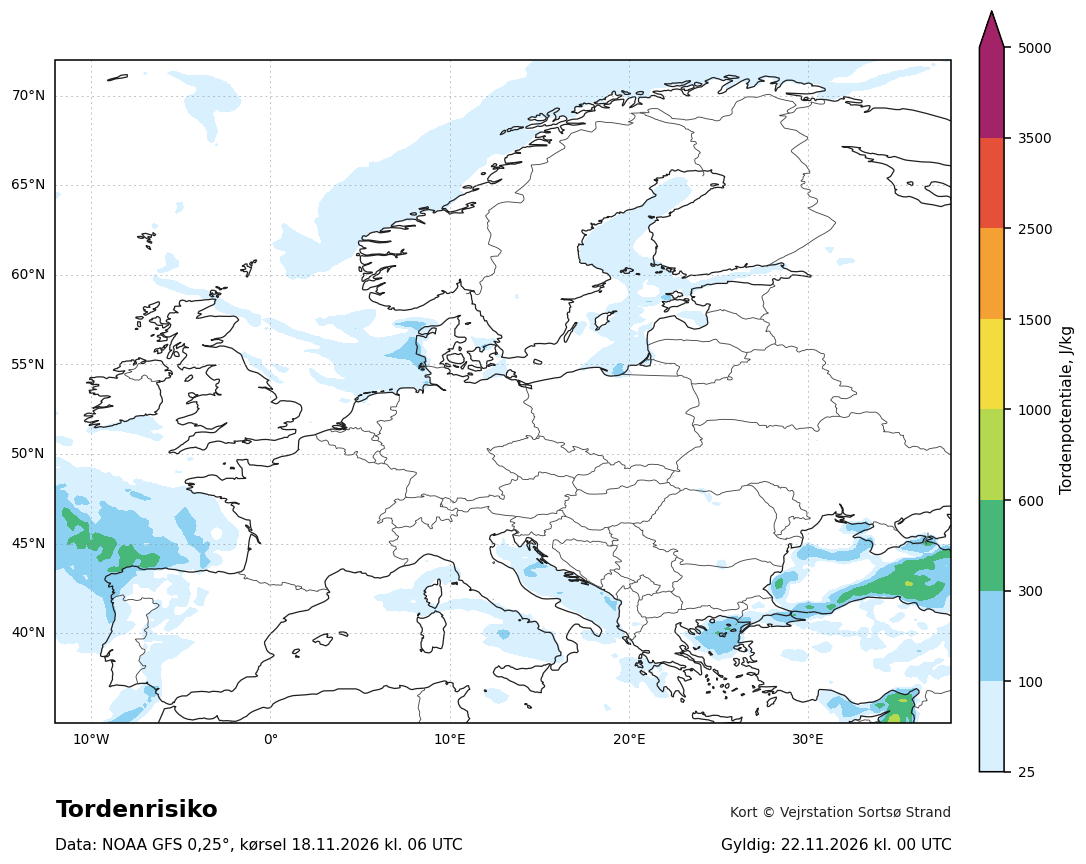 70°N
65°N
60°N
55°N
50°N
45°N
40°N
10°W
0°
10°E
20°E
30°E
5000
3500
2500
1500
1000
600
300
100
25
Tordenpotentiale, J/kg
Tordenrisiko
Kort © Vejrstation Sortsø Strand
Data: NOAA GFS 0,25°, kørsel 18.11.2026 kl. 06 UTC
Gyldig: 22.11.2026 kl. 00 UTC